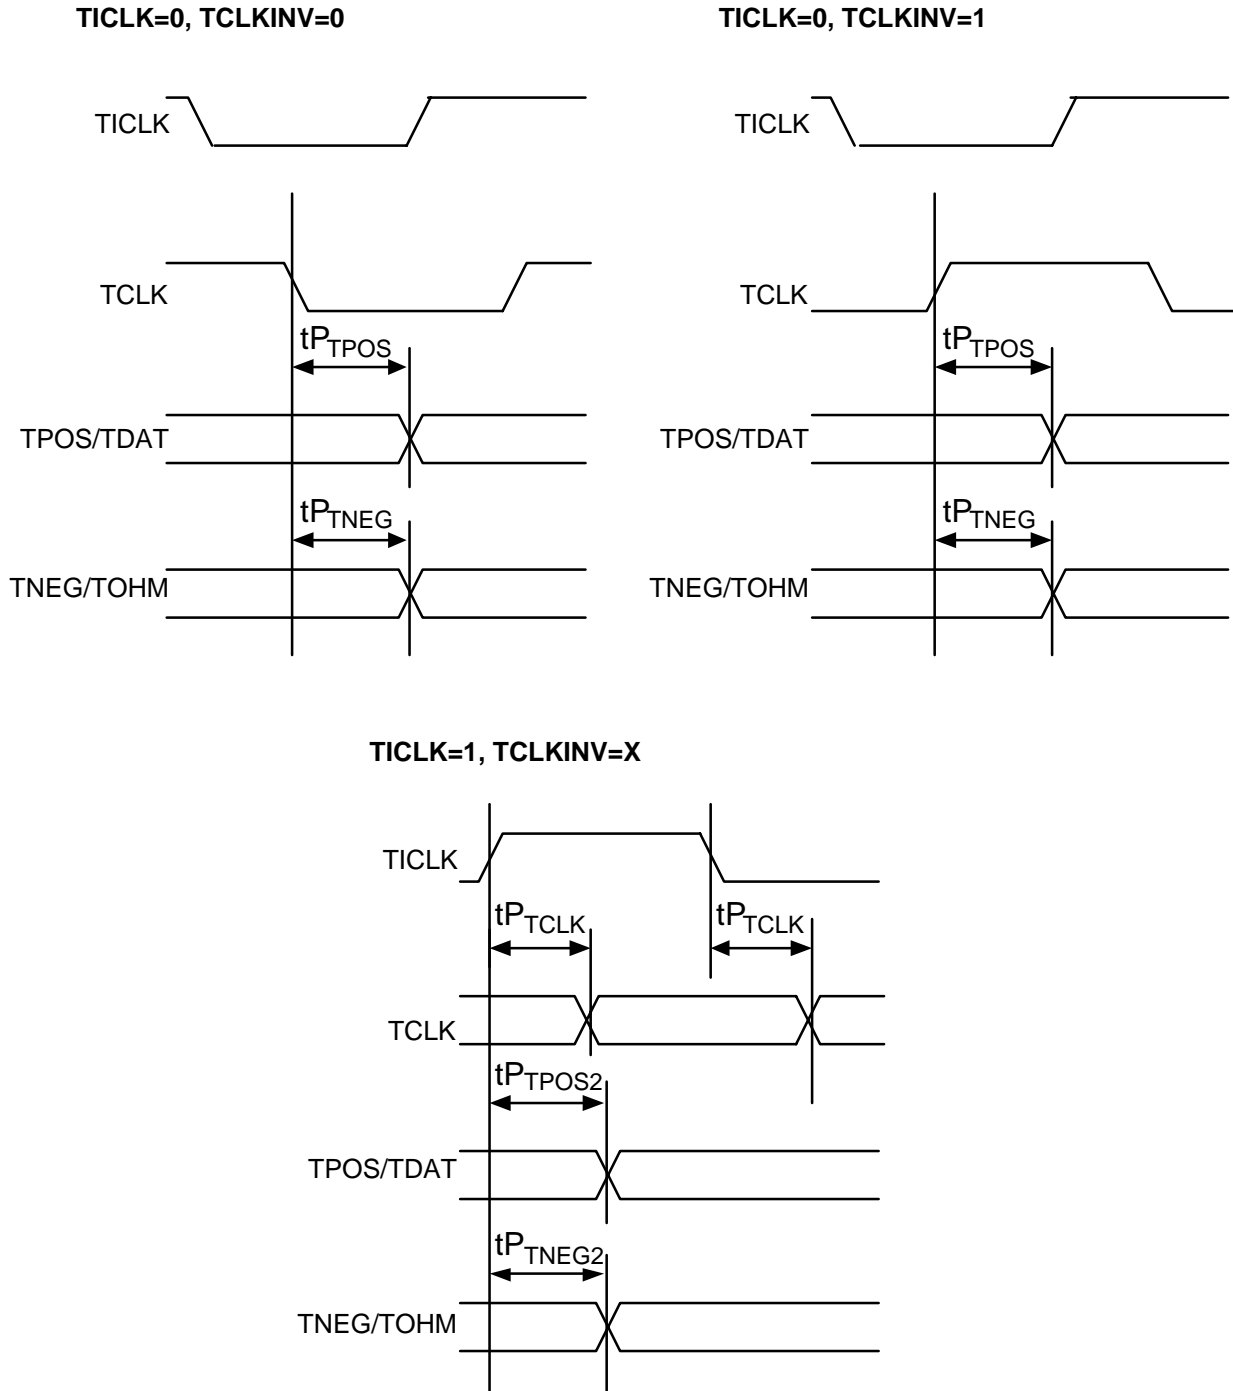 TICLK=0, TCLKINV=0
TICLK
TCLK
tPTPOS
TPOS/TDAT
tPTNEG
TNEG/TOHM
TICLK=0, TCLKINV=1
TICLK
TCLK
tPTPOS
TPOS/TDAT
tPTNEG
TNEG/TOHM
TICLK=1, TCLKINV=X
TICLK
tPTCLK tPTCLK
TCLK
tPTPOS2
TPOS/TDAT
tPTNEG2
TNEG/TOHM